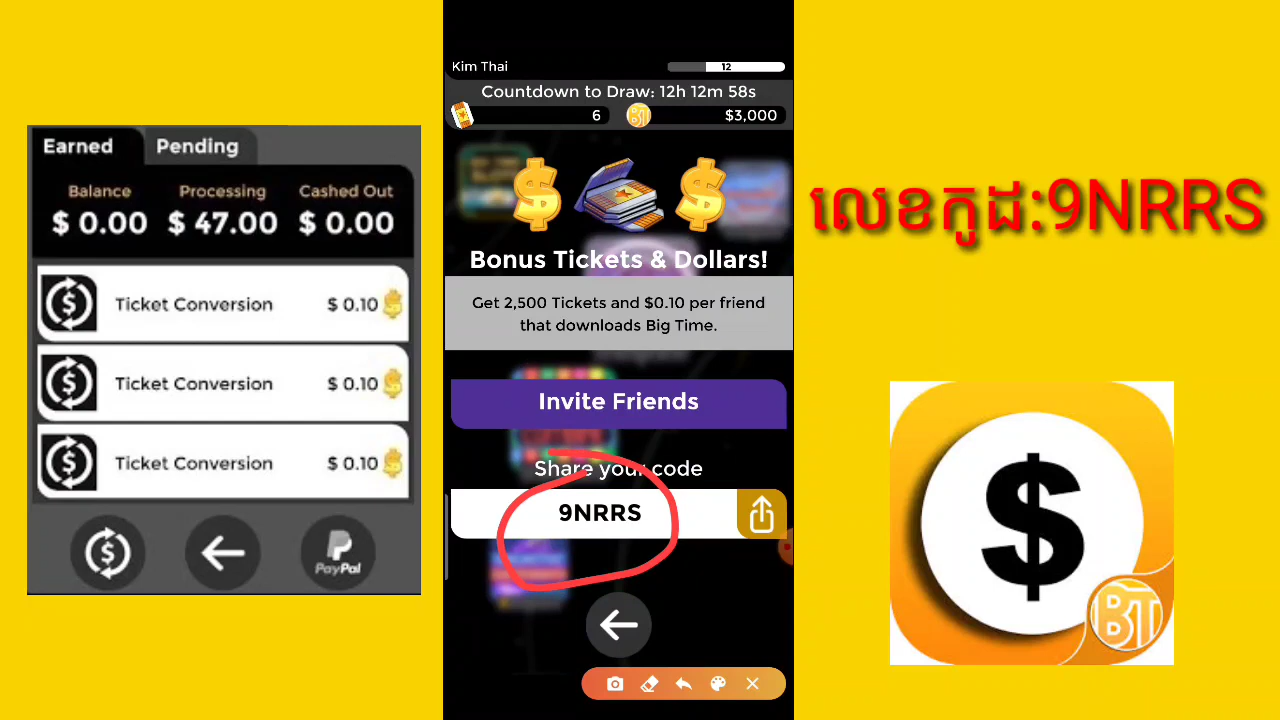 Earned Pending
Balance Processing Cashed Out
$ 0.00 $ 47.00 $ 0.00
Ticket Conversion $ 0.10
Ticket Conversion $ 0.10
Ticket Conversion $ 0.10
PayPal
Kim Thai 12
Countdown to Draw: 12h 12m 58s
6 BT $3,000
Bonus Tickets & Dollars!
Get 2,500 Tickets and $0.10 per friend
that downloads Big Time.
Invite Friends
Share your code
9NRRS
លេខកូដ:9NRRS
$
BT